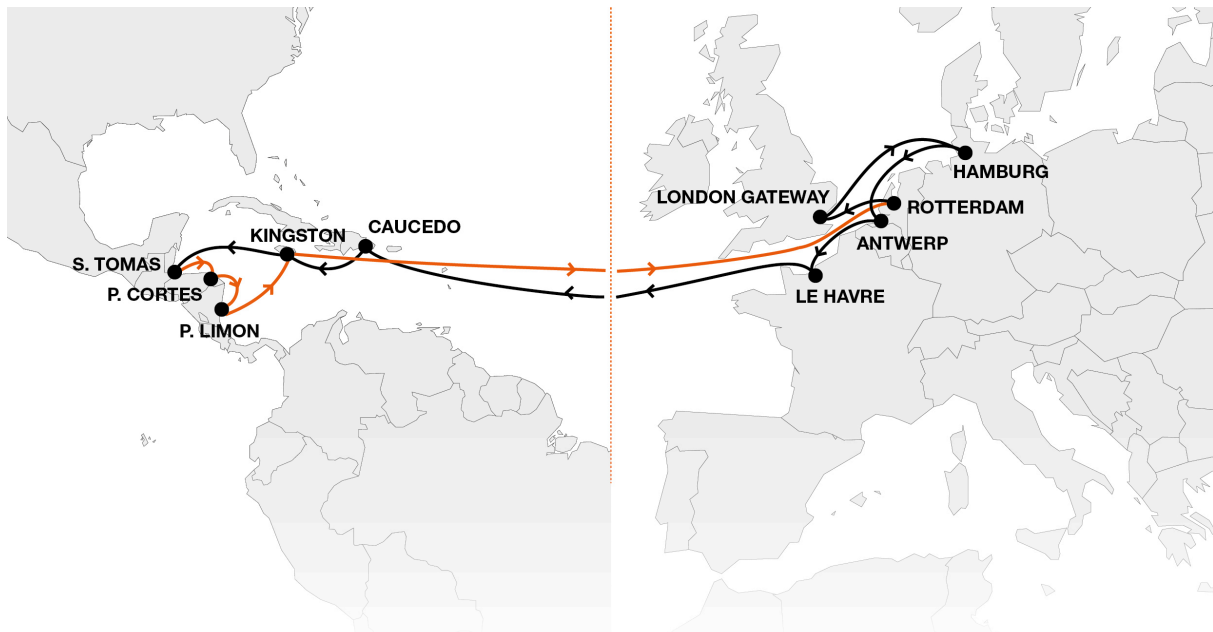 CAUCEDO
KINGSTON
S. TOMAS
P. CORTES
P. LIMON
HAMBURG
LONDON GATEWAY
ROTTERDAM
ANTWERP
LE HAVRE